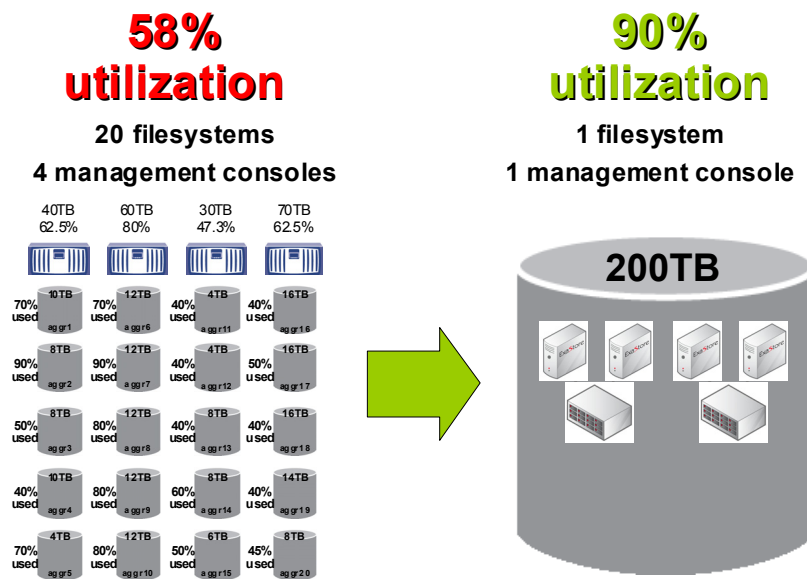 58%
utilization
20 filesystems
4 management consoles
40TB 60TB 30TB 70TB
62.5% 80% 47.3% 62.5%
10TB 12TB 4TB 16TB
70% used 70% used 40% used 40% used
aggr1 aggr6 aggr11 aggr16
8TB 12TB 4TB 16TB
90% used 90% used 40% used 50% used
aggr2 aggr7 aggr12 aggr17
8TB 12TB 8TB 16TB
50% used 80% used 40% used 40% used
aggr3 aggr8 aggr13 aggr18
10TB 12TB 8TB 14TB
40% used 80% used 60% used 40% used
aggr4 aggr9 aggr14 aggr19
4TB 12TB 6TB 8TB
70% used 80% used 50% used 45% used
aggr5 aggr10 aggr15 aggr20
90%
utilization
1 filesystem
1 management console
200TB
ExaStore ExaStore ExaStore ExaStore